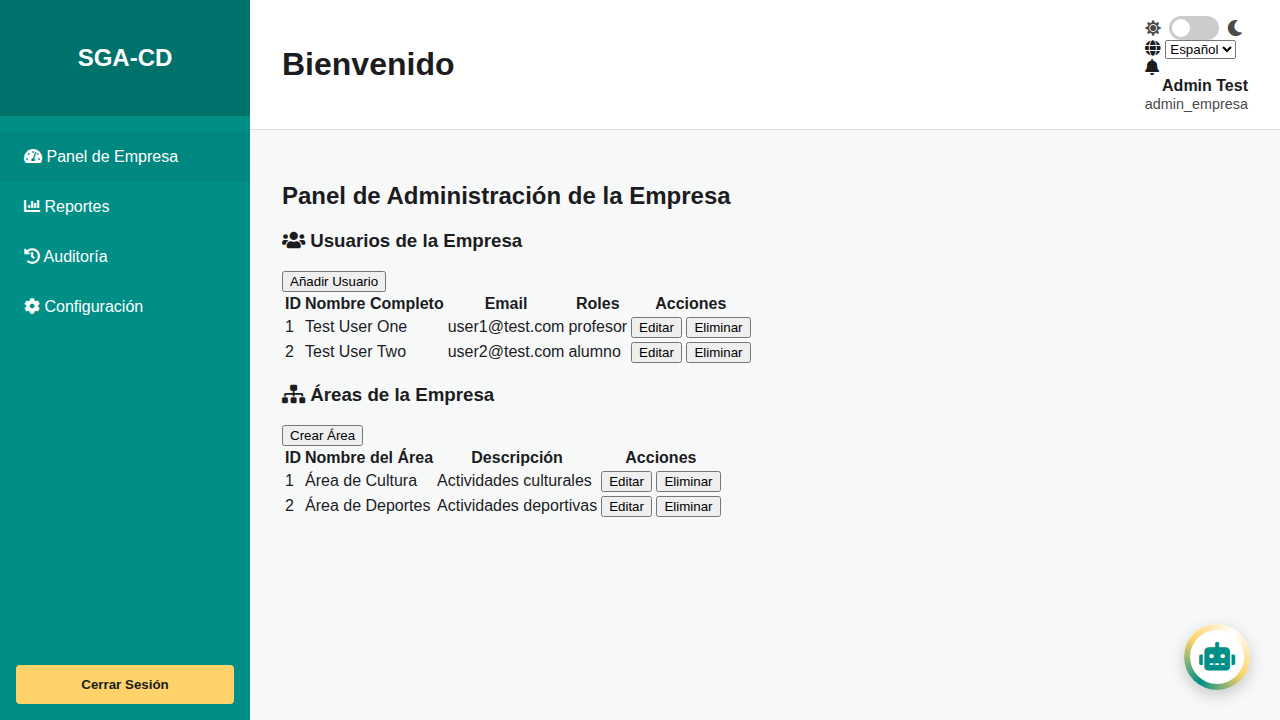 SGA-CD
Panel de Empresa
Reportes
Auditoría
Configuración
Cerrar Sesión
Bienvenido
Español
Admin Test
admin_empresa
Panel de Administración de la Empresa
Usuarios de la Empresa
Añadir Usuario
ID Nombre Completo Email Roles Acciones
1 Test User One user1@test.com profesor Editar Eliminar
2 Test User Two user2@test.com alumno Editar Eliminar
Áreas de la Empresa
Crear Área
ID Nombre del Área Descripción Acciones
1 Área de Cultura Actividades culturales Editar Eliminar
2 Área de Deportes Actividades deportivas Editar Eliminar